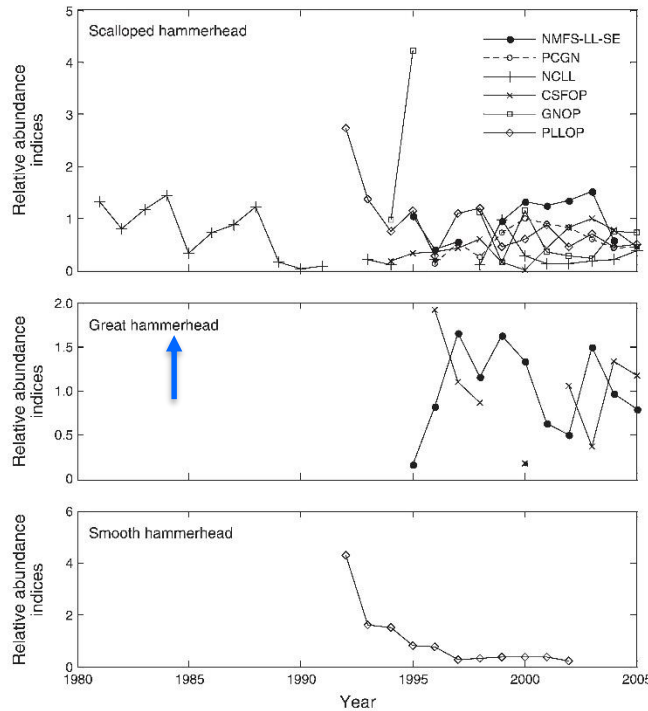 5
Scalloped hammerhead
NMFS-LL-SE
PCGN
NCLL
CSFOP
GNOP
PLLOP
4
3
2
1
0
Relative abundance
indices
2.0
Great hammerhead
1.5
1.0
0.5
0
Relative abundance
indices
6
Smooth hammerhead
4
2
0
Relative abundance
indices
1980 1985 1990 1995 2000 2005
Year